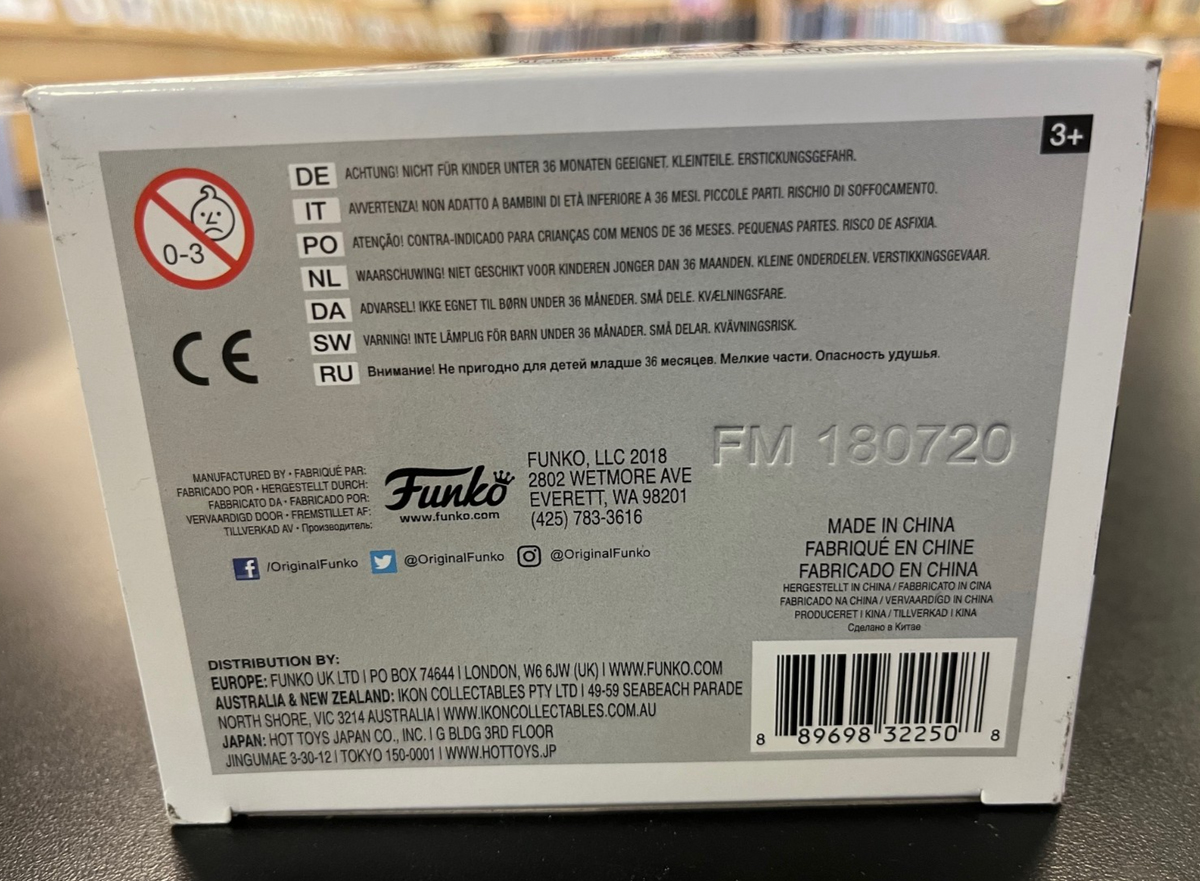 3+
0-3
DE ACHTUNG! NICHT FÜR KINDER UNTER 36 MONATEN GEEIGNET. KLEINTEILE. ERSTICKUNGSGEFAHR.
IT AVVERTENZA! NON ADATTO A BAMBINI DI ETÀ INFERIORE A 36 MESI. PICCOLE PARTI. RISCHIO DI SOFFOCAMENTO.
PO ATENÇÃO! CONTRA-INDICADO PARA CRIANÇAS COM MENOS DE 36 MESES. PEQUENAS PARTES. RISCO DE ASFIXIA.
NL WAARSCHUWING! NIET GESCHIKT VOOR KINDEREN JONGER DAN 36 MAANDEN. KLEINE ONDERDELEN. VERSTIKKINGSGEVAAR.
DA ADVARSEL! IKKE EGNET TIL BØRN UNDER 36 MÅNEDER. SMÅ DELE. KVÆLNINGSFARE.
SW VARNING! INTE LÄMPLIG FÖR BARN UNDER 36 MÅNADER. SMÅ DELAR. KVÄVNINGSRISK.
RU Внимание! Не пригодно для детей младше 36 месяцев. Мелкие части. Опасность удушья.
CE
FM 180720
MANUFACTURED BY • FABRIQUÉ PAR:
FABRICADO POR • HERGESTELLT DURCH:
FABBRICATO DA • FABRICADO POR:
VERVAARDIGD DOOR • FREMSTILLET AF:
TILLVERKAD AV • Производитель:
Funko
www.funko.com
FUNKO, LLC 2018
2802 WETMORE AVE
EVERETT, WA 98201
(425) 783-3616
/OriginalFunko @OriginalFunko @OriginalFunko
MADE IN CHINA
FABRIQUÉ EN CHINE
FABRICADO EN CHINA
HERGESTELLT IN CHINA / FABBRICATO IN CINA
FABRICADO NA CHINA / VERVAARDIGD IN CHINA
PRODUCERET I KINA / TILLVERKAD I KINA
Сделано в Китае
DISTRIBUTION BY:
EUROPE: FUNKO UK LTD I PO BOX 74644 I LONDON, W6 6JW (UK) I WWW.FUNKO.COM
AUSTRALIA & NEW ZEALAND: IKON COLLECTABLES PTY LTD I 49-59 SEABEACH PARADE
NORTH SHORE, VIC 3214 AUSTRALIA I WWW.IKONCOLLECTABLES.COM.AU
JAPAN: HOT TOYS JAPAN CO., INC. I G BLDG 3RD FLOOR
JINGUMAE 3-30-12 I TOKYO 150-0001 I WWW.HOTTOYS.JP
8 89698 32250 8